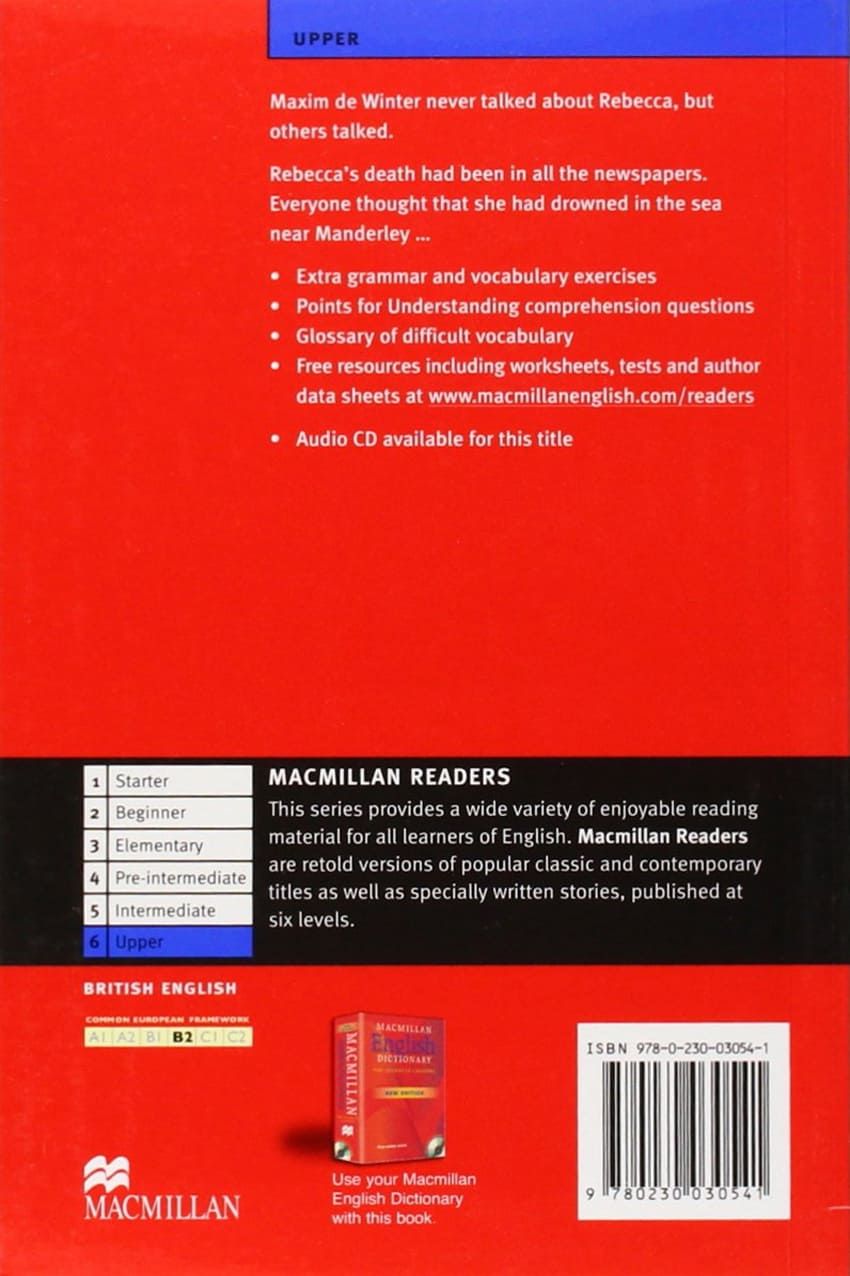 UPPER
Maxim de Winter never talked about Rebecca, but
others talked.
Rebecca's death had been in all the newspapers.
Everyone thought that she had drowned in the sea
near Manderley ...
• Extra grammar and vocabulary exercises
• Points for Understanding comprehension questions
• Glossary of difficult vocabulary
• Free resources including worksheets, tests and author
data sheets at www.macmillanenglish.com/readers
• Audio CD available for this title
1 Starter
2 Beginner
3 Elementary
4 Pre-intermediate
5 Intermediate
6 Upper
MACMILLAN READERS
This series provides a wide variety of enjoyable reading
material for all learners of English. Macmillan Readers
are retold versions of popular classic and contemporary
titles as well as specially written stories, published at
six levels.
BRITISH ENGLISH
COMMON EUROPEAN FRAMEWORK
A1 A2 B1 B2 C1 C2
MACMILLAN
MACMILLAN
English
DICTIONARY
NEW EDITION
Use your Macmillan
English Dictionary
with this book.
ISBN 978-0-230-03054-1
9 780230 030541
MACMILLAN